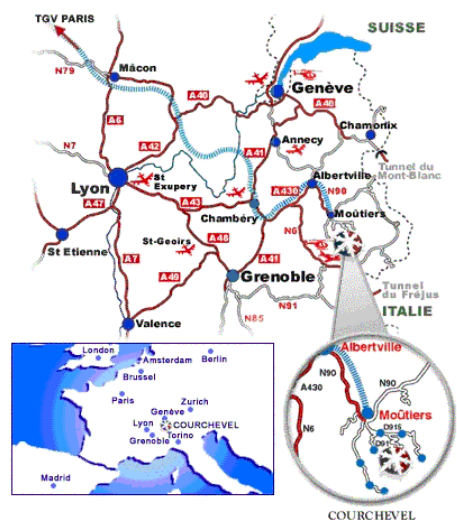 TGV PARIS
SUISSE
N79
Mâcon
A40
Genève
A40
A6
Chamonix
N7
A42
A41
Annecy
Tunnel du
Mont-Blanc
Lyon
St
Exupery
Albertville
A430
N90
A47
A43
Chambéry
Moûtiers
St Etienne
St-Geoirs
A48
N6
A7
A49
A41
Grenoble
Tunnel
du Fréjus
N91
ITALIE
Valence
N85
London
Amsterdam
Berlin
Brussel
Paris
Zurich
Genève
Lyon
COURCHEVEL
Grenoble
Torino
Madrid
Albertville
N90
A430
N90
Moûtiers
N6
D915
D91
COURCHEVEL